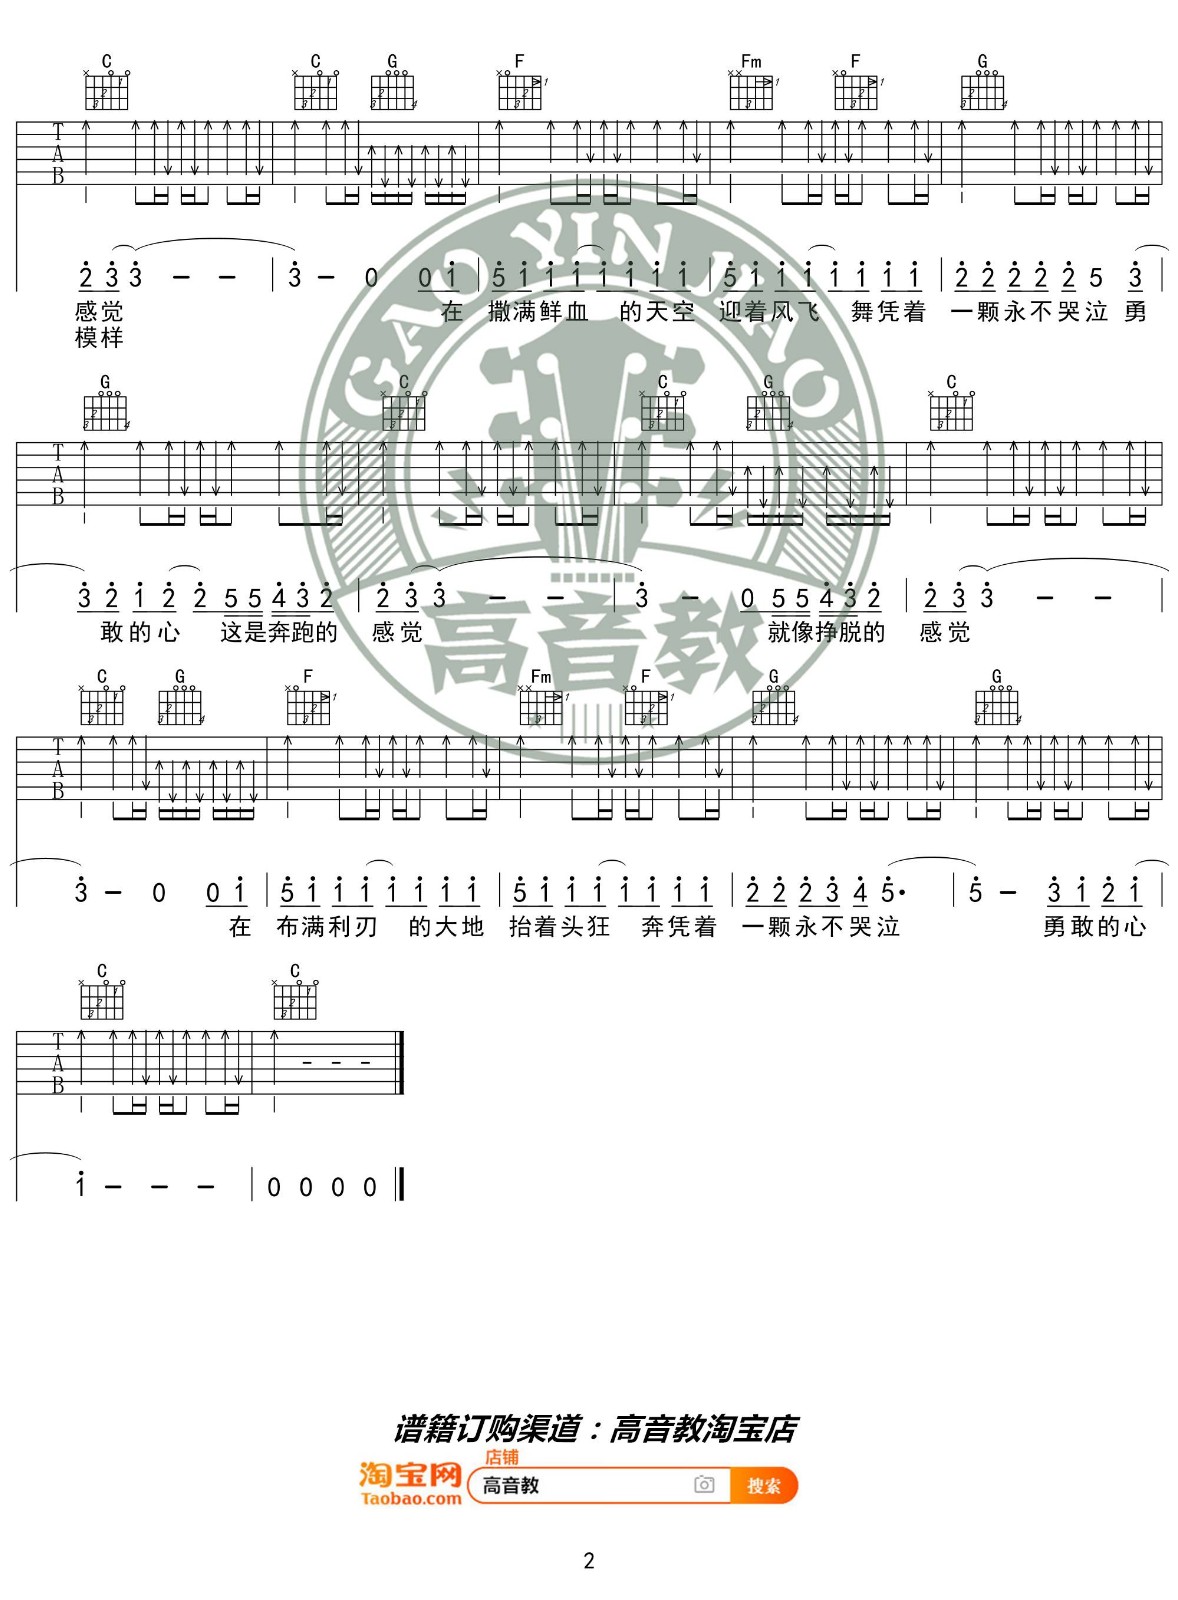 C C G F Fm F G
T A B
2 3 3 - - | 3 - 0 0 1 | 5 1 1 1 1 1 1 1 | 5 1 1 1 1 1 1 1 | 2 2 2 2 2 5 3
感觉 在 撒满鲜血 的天空 迎着风飞 舞凭着 一颗永不哭泣 勇
模样
G C C G C
T A B
3 2 1 2 2 5 5 4 3 2 | 2 3 3 - - | 3 - 0 5 5 4 3 2 | 2 3 3 - -
敢的心 这是奔跑的 感觉 就像挣脱的 感觉
C G F Fm F G G
T A B
3 - 0 0 1 | 5 1 1 1 1 1 1 1 | 5 1 1 1 1 1 1 1 | 2 2 2 3 4 5· | 5 - 3 1 2 1
在 布满利刃 的大地 抬着头狂 奔凭着 一颗永不哭泣 勇敢的心
C C
T A B
1 - - - | 0 0 0 0
GAO YIN JIAO
高音教
谱籍订购渠道：高音教淘宝店
店铺
淘宝网 高音教 搜索
Taobao.com
2